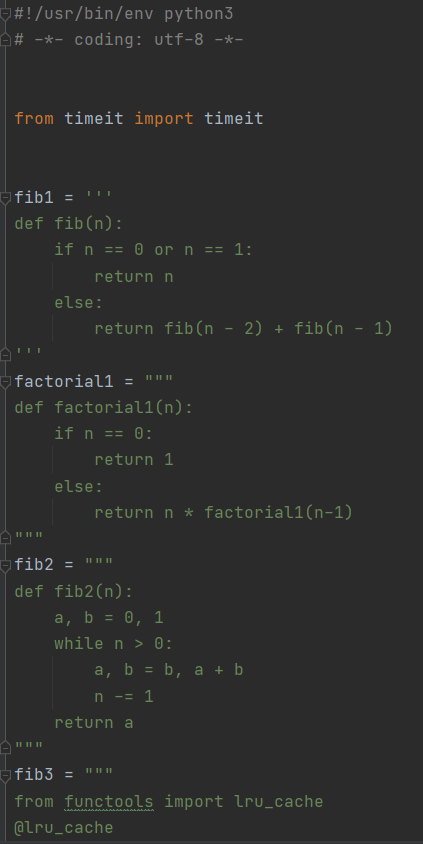 #!/usr/bin/env python3
# -*- coding: utf-8 -*-
from timeit import timeit
fib1 = '''
def fib(n):
    if n == 0 or n == 1:
        return n
    else:
        return fib(n - 2) + fib(n - 1)
'''
factorial1 = """
def factorial1(n):
    if n == 0:
        return 1
    else:
        return n * factorial1(n-1)
"""
fib2 = """
def fib2(n):
    a, b = 0, 1
    while n > 0:
        a, b = b, a + b
        n -= 1
    return a
"""
fib3 = """
from functools import lru_cache
@lru_cache